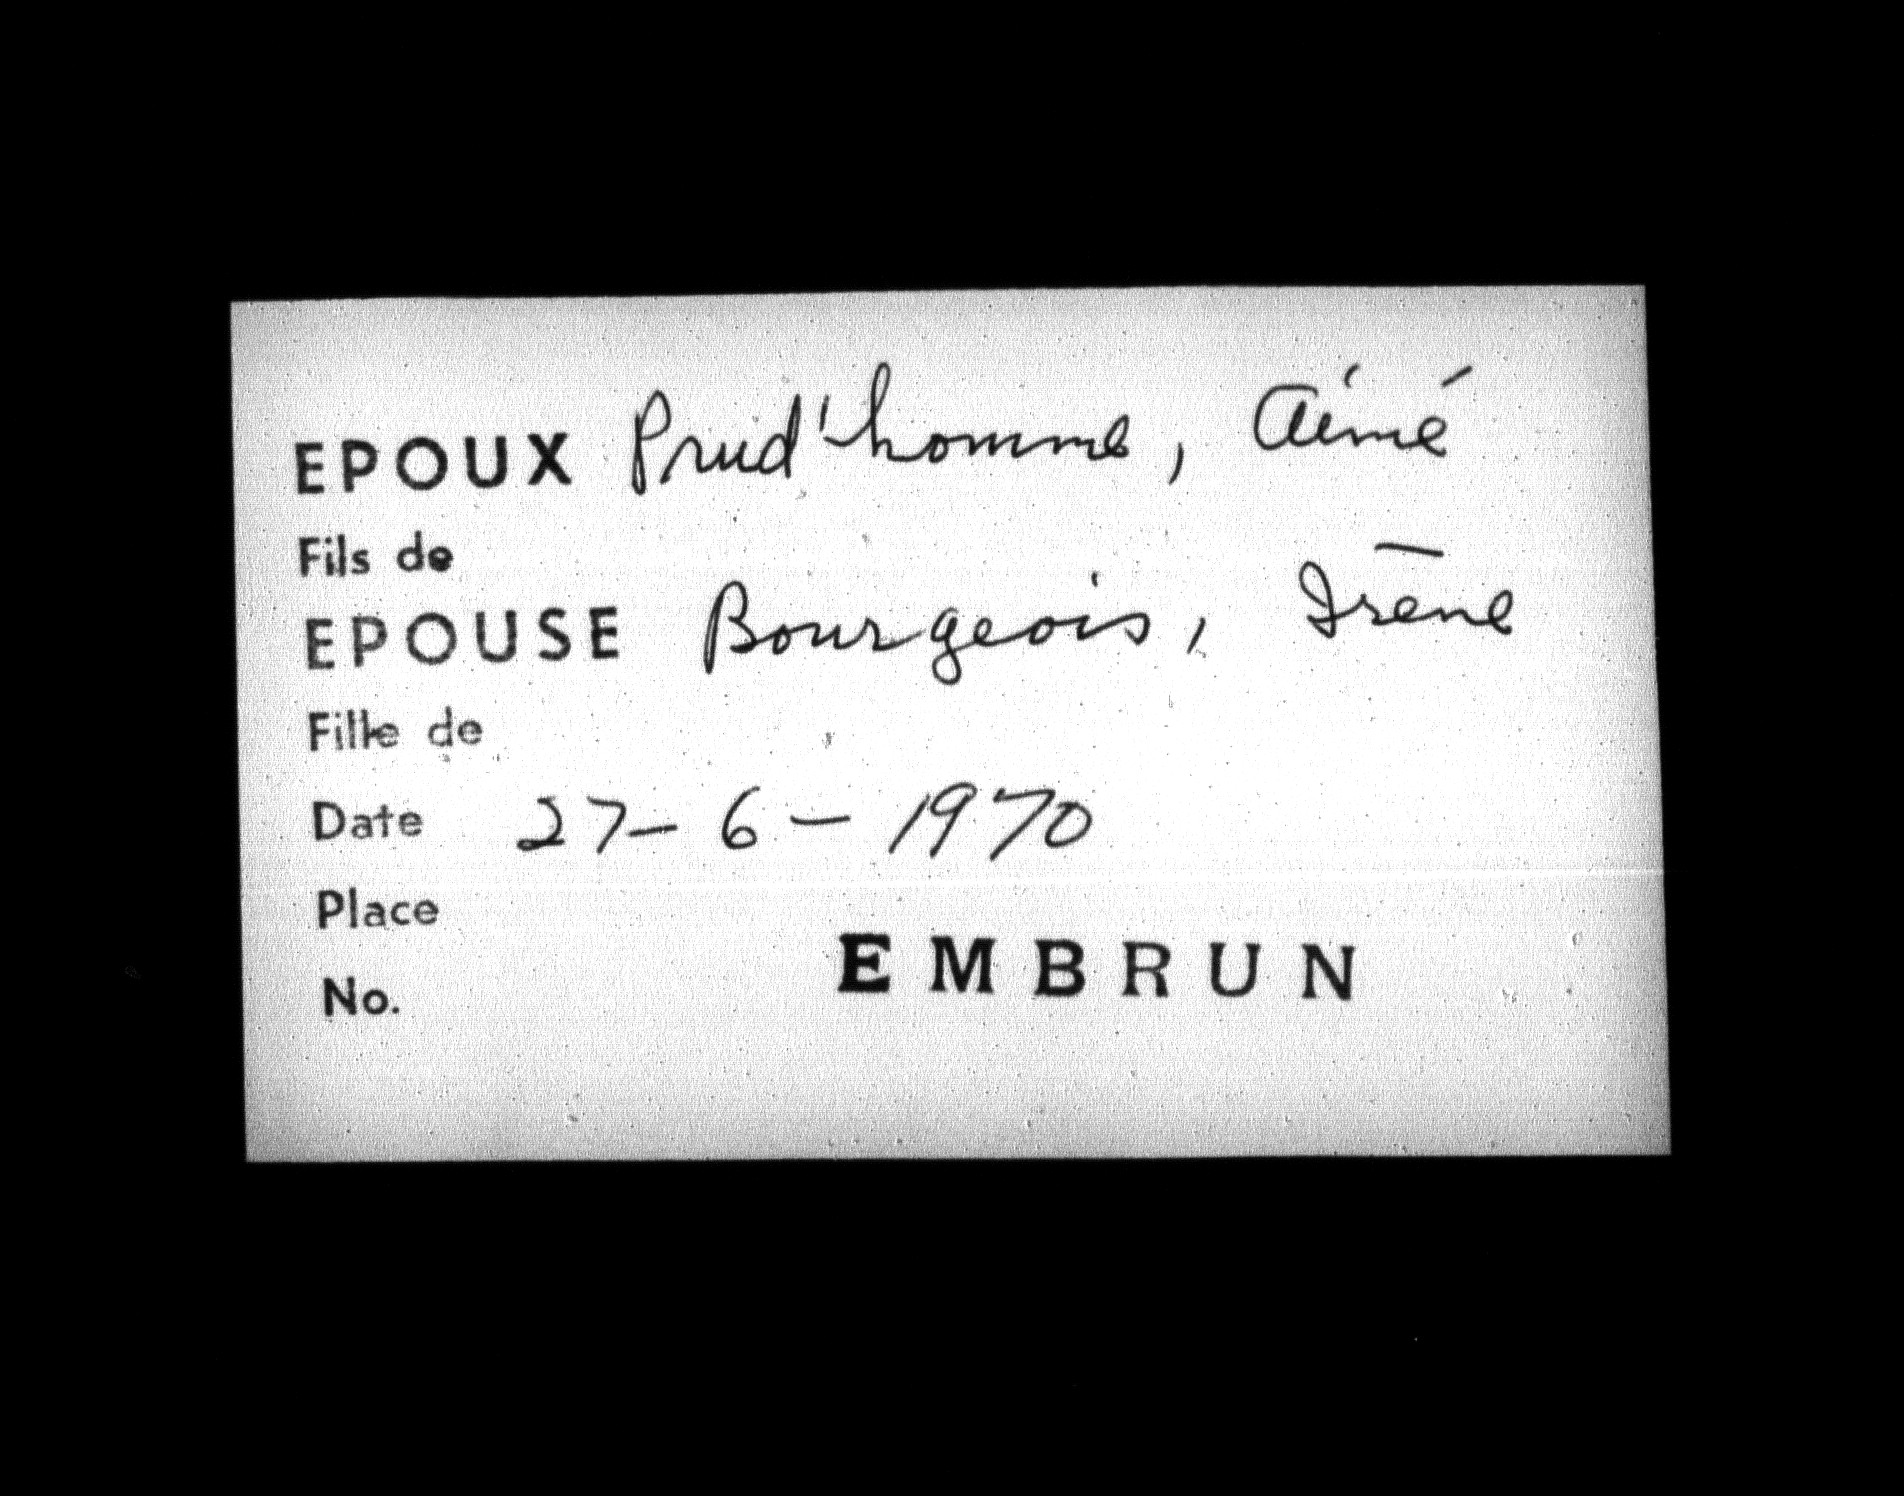 EPOUX Prud'homme, Aimé
Fils de
EPOUSE Bourgeois, Irène
Fille de
Date 27-6-1970
Place
EMBRUN
No.